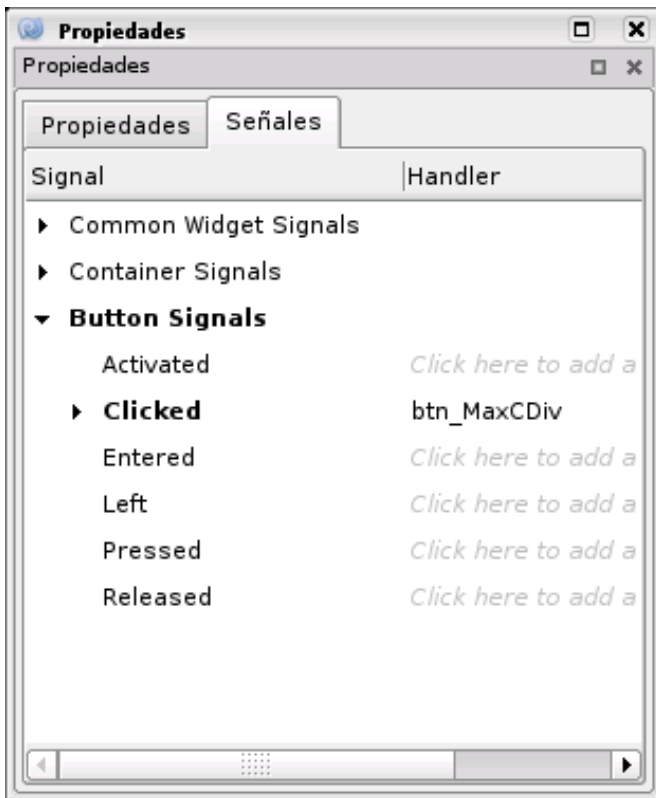 Propiedades
Propiedades
Propiedades Señales
Signal Handler
Common Widget Signals
Container Signals
Button Signals
Activated Click here to add a
Clicked btn_MaxCDiv
Entered Click here to add a
Left Click here to add a
Pressed Click here to add a
Released Click here to add a